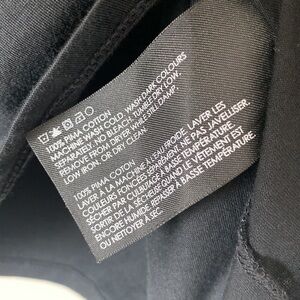 100% PIMA COTTON
MACHINE WASH COLD. WASH DARK COLOURS
SEPARATELY. NO BLEACH. TUMBLE DRY LOW.
REMOVE FROM DRYER WHILE STILL DAMP.
LOW IRON, OR DRY CLEAN.
100% PIMA COTTON
LAVER À LA MACHINE À L'EAU FROIDE. LAVER LES
COULEURS FONCÉES SÉPARÉMENT. NE PAS JAVELLISER.
SÉCHER PAR CULBUTAGE À BASSE TEMPÉRATURE.
SORTIR DE LA SÉCHEUSE QUAND LE VÊTEMENT EST
ENCORE HUMIDE. REPASSER À BASSE TEMPÉRATURE.
OU NETTOYER À SEC.